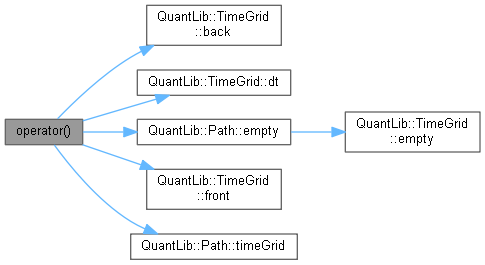 operator()
QuantLib::TimeGrid
::back
QuantLib::TimeGrid::dt
QuantLib::Path::empty
QuantLib::TimeGrid
::empty
QuantLib::TimeGrid
::front
QuantLib::Path::timeGrid